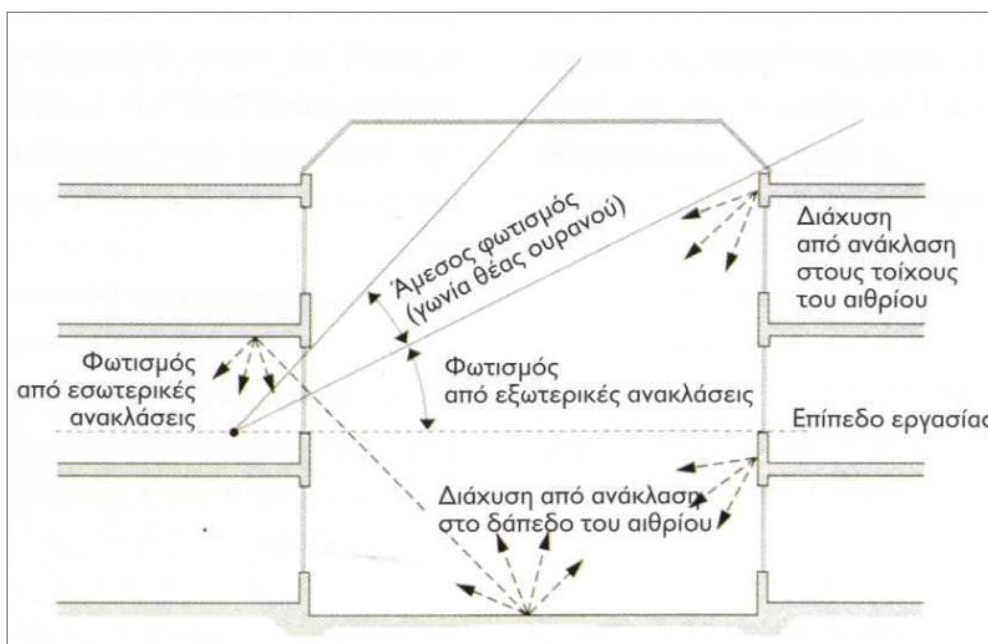 Άμεσος φωτισμός
(γωνία θέας ουρανού)
Διάχυση
από ανάκλαση
στους τοίχους
του αιθρίου
Φωτισμός
από εσωτερικές
ανακλάσεις
Φωτισμός
από εξωτερικές ανακλάσεις
Επίπεδο εργασίας
Διάχυση από ανάκλαση
στο δάπεδο του αιθρίου